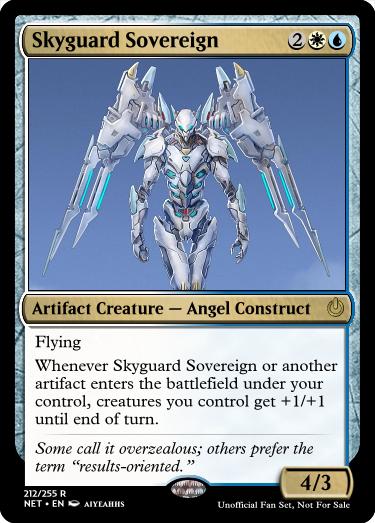 Skyguard Sovereign 2
Artifact Creature — Angel Construct
Flying
Whenever Skyguard Sovereign or another
artifact enters the battlefield under your
control, creatures you control get +1/+1
until end of turn.
Some call it overzealous; others prefer the
term “results-oriented.”
4/3
212/255 R
NET • EN AIYEAHHS
Unofficial Fan Set, Not For Sale